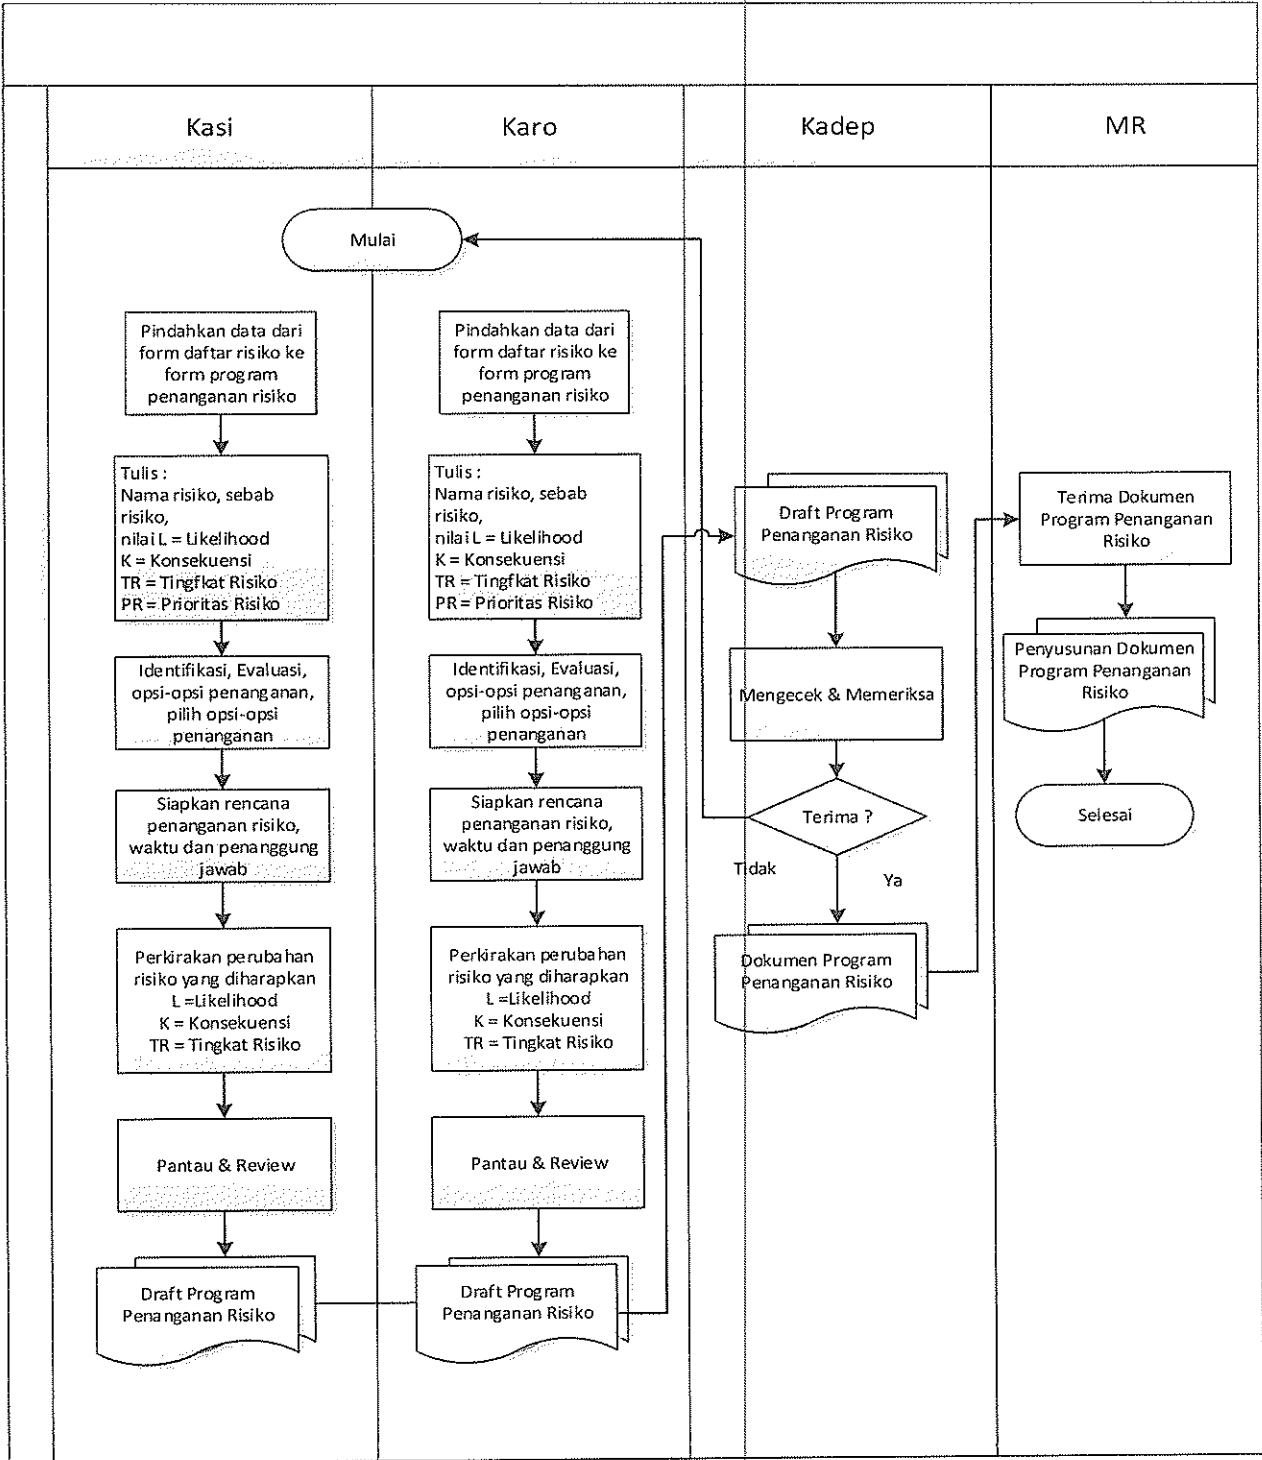 Kasi
Karo
Kadep
MR
Mulai
Pindahkan data dari
form daftar risiko ke
form program
penanganan risiko
Tulis :
Nama risiko, sebab
risiko,
nilai L = Likelihood
K = Konsekuensi
TR = Tingfkat Risiko
PR = Prioritas Risiko
Identifikasi, Evaluasi,
opsi-opsi penanganan,
pilih opsi-opsi
penanganan
Siapkan rencana
penanganan risiko,
waktu dan penanggung
jawab
Perkirakan perubahan
risiko yang diharapkan
L =Likelihood
K = Konsekuensi
TR = Tingkat Risiko
Pantau & Review
Draft Program
Penanganan Risiko
Pindahkan data dari
form daftar risiko ke
form program
penanganan risiko
Tulis :
Nama risiko, sebab
risiko,
nilai L = Likelihood
K = Konsekuensi
TR = Tingfkat Risiko
PR = Prioritas Risiko
Identifikasi, Evaluasi,
opsi-opsi penanganan,
pilih opsi-opsi
penanganan
Siapkan rencana
penanganan risiko,
waktu dan penanggung
jawab
Perkirakan perubahan
risiko yang diharapkan
L =Likelihood
K = Konsekuensi
TR = Tingkat Risiko
Pantau & Review
Draft Program
Penanganan Risiko
Draft Program
Penanganan Risiko
Mengecek & Memeriksa
Terima ?
Tidak
Ya
Dokumen Program
Penanganan Risiko
Terima Dokumen
Program Penanganan
Risiko
Penyusunan Dokumen
Program Penanganan
Risiko
Selesai